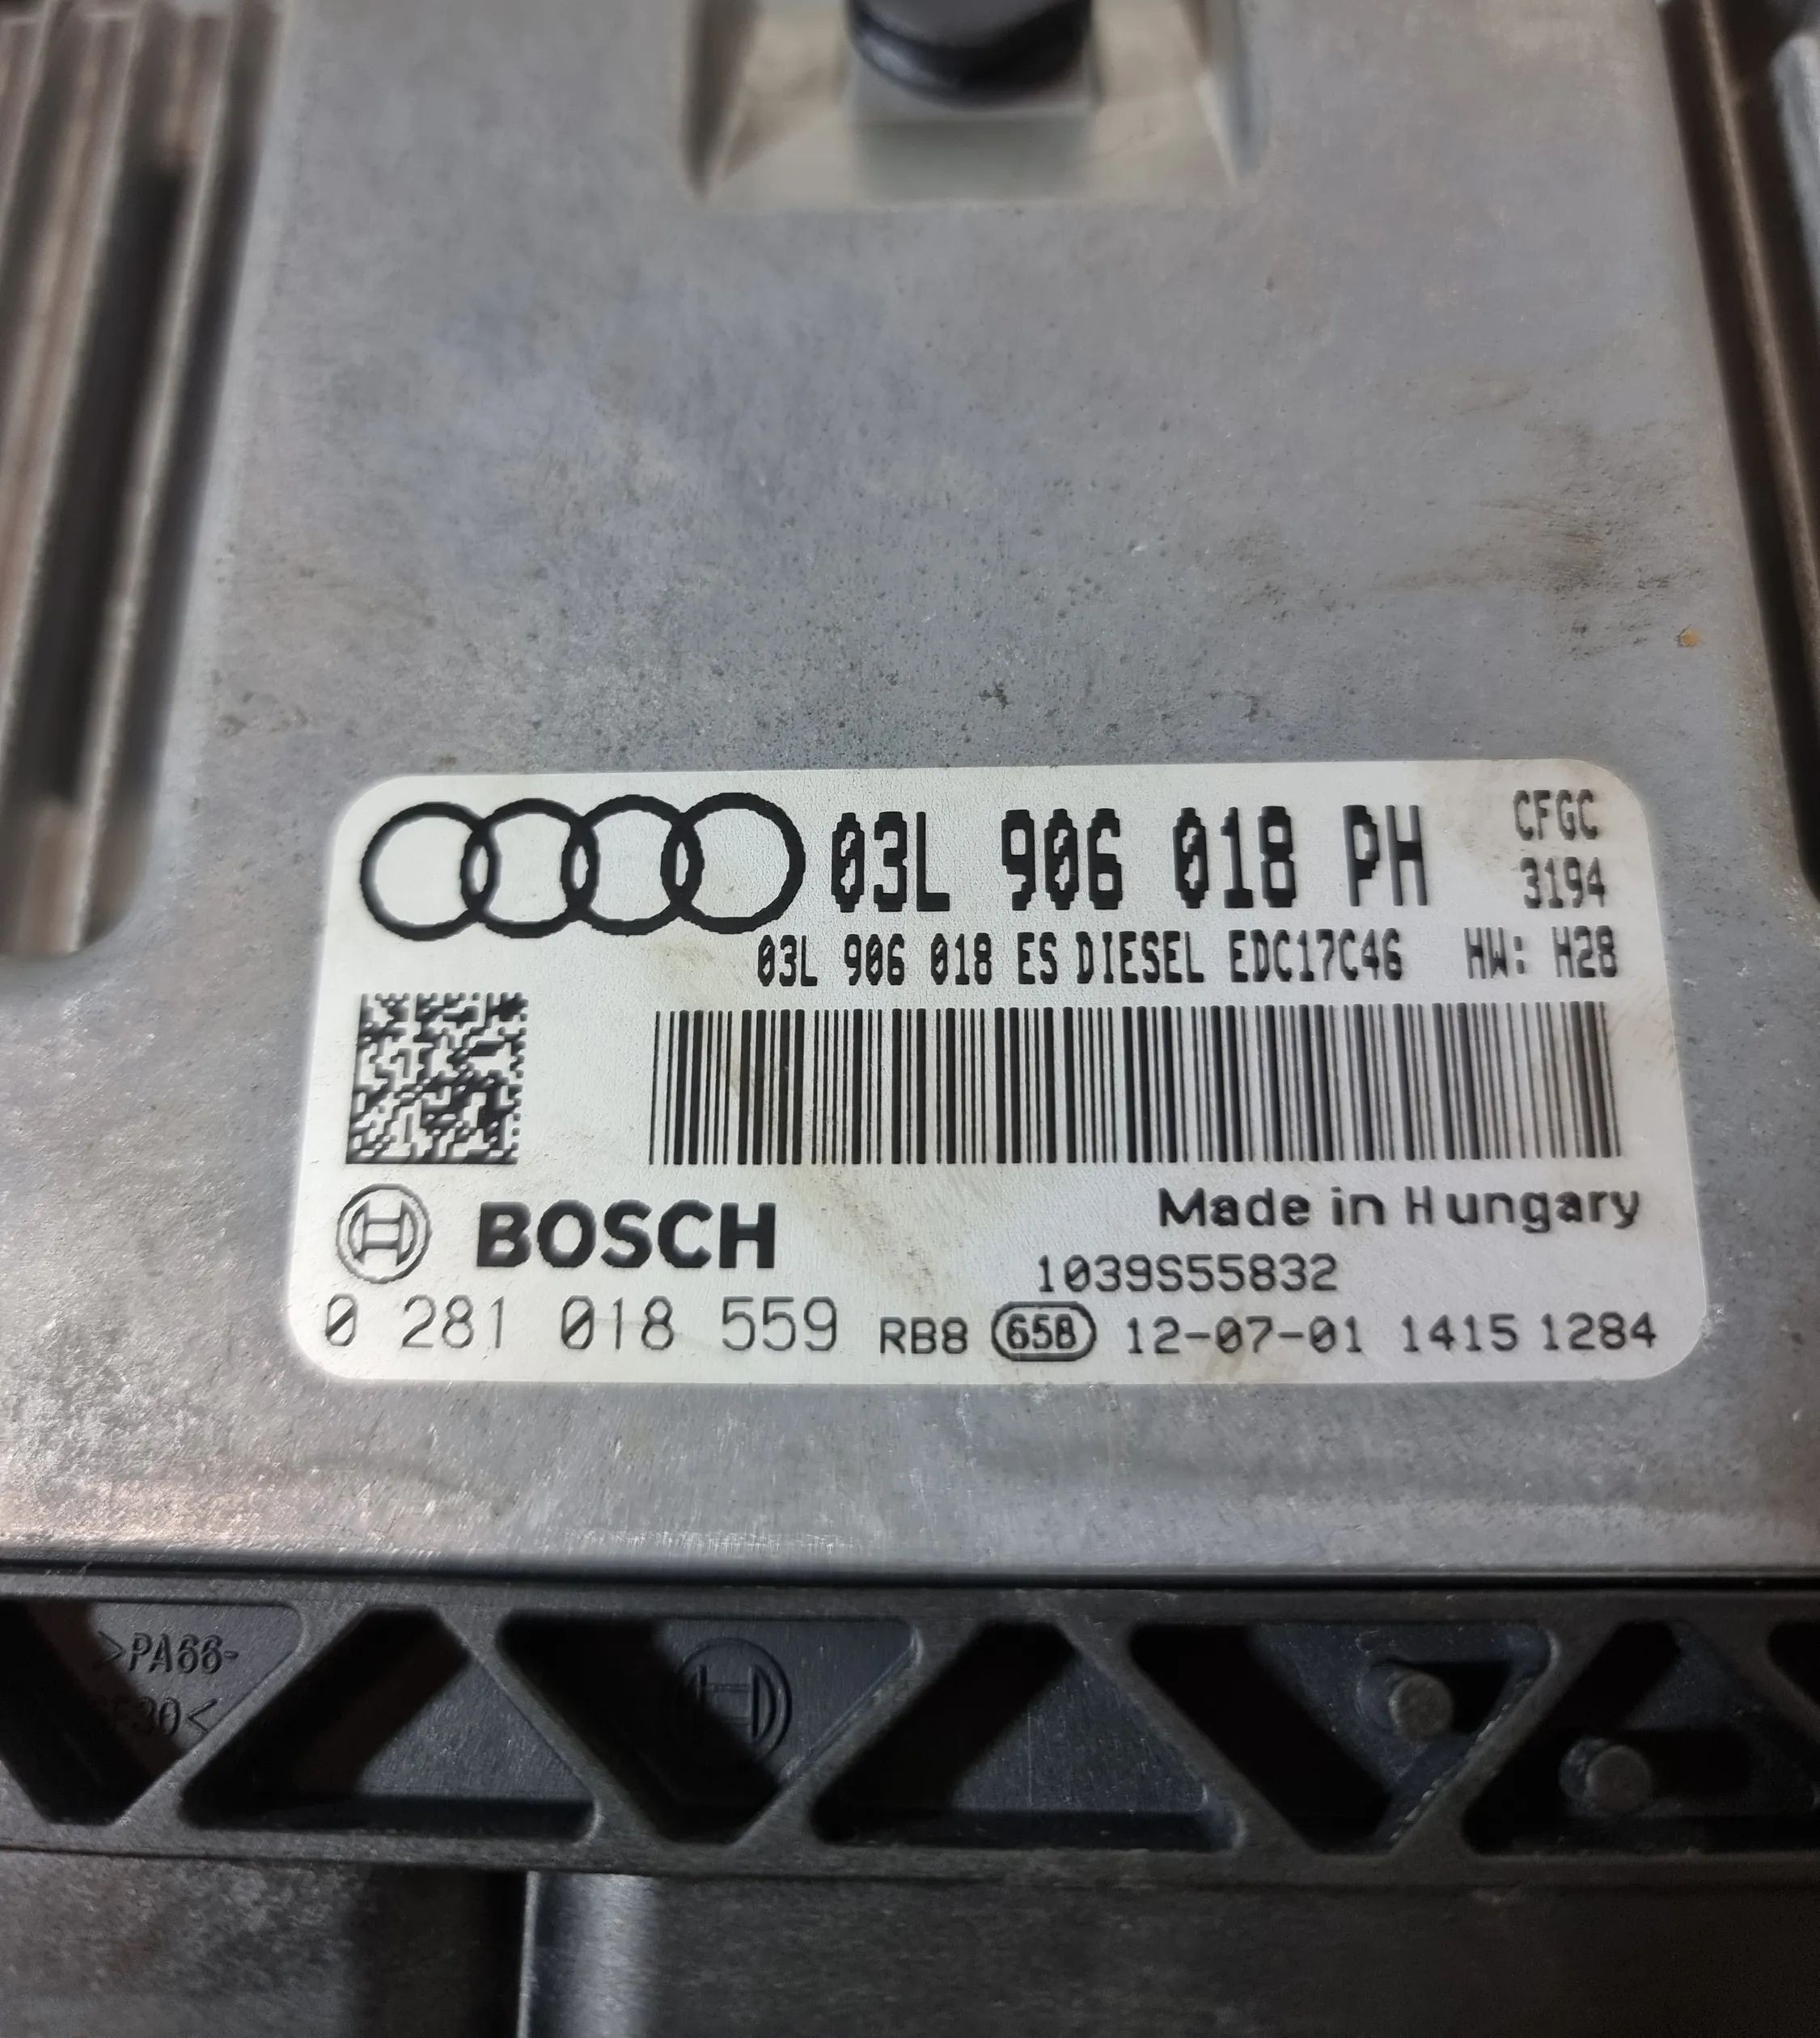 03L 906 018 PH
CFGC
3194
03L 906 018 ES DIESEL EDC17C46 HW: H28
BOSCH
Made in Hungary
1039S55832
0 281 018 559 RB8 658 12-07-01 1415 1284
>PA66-